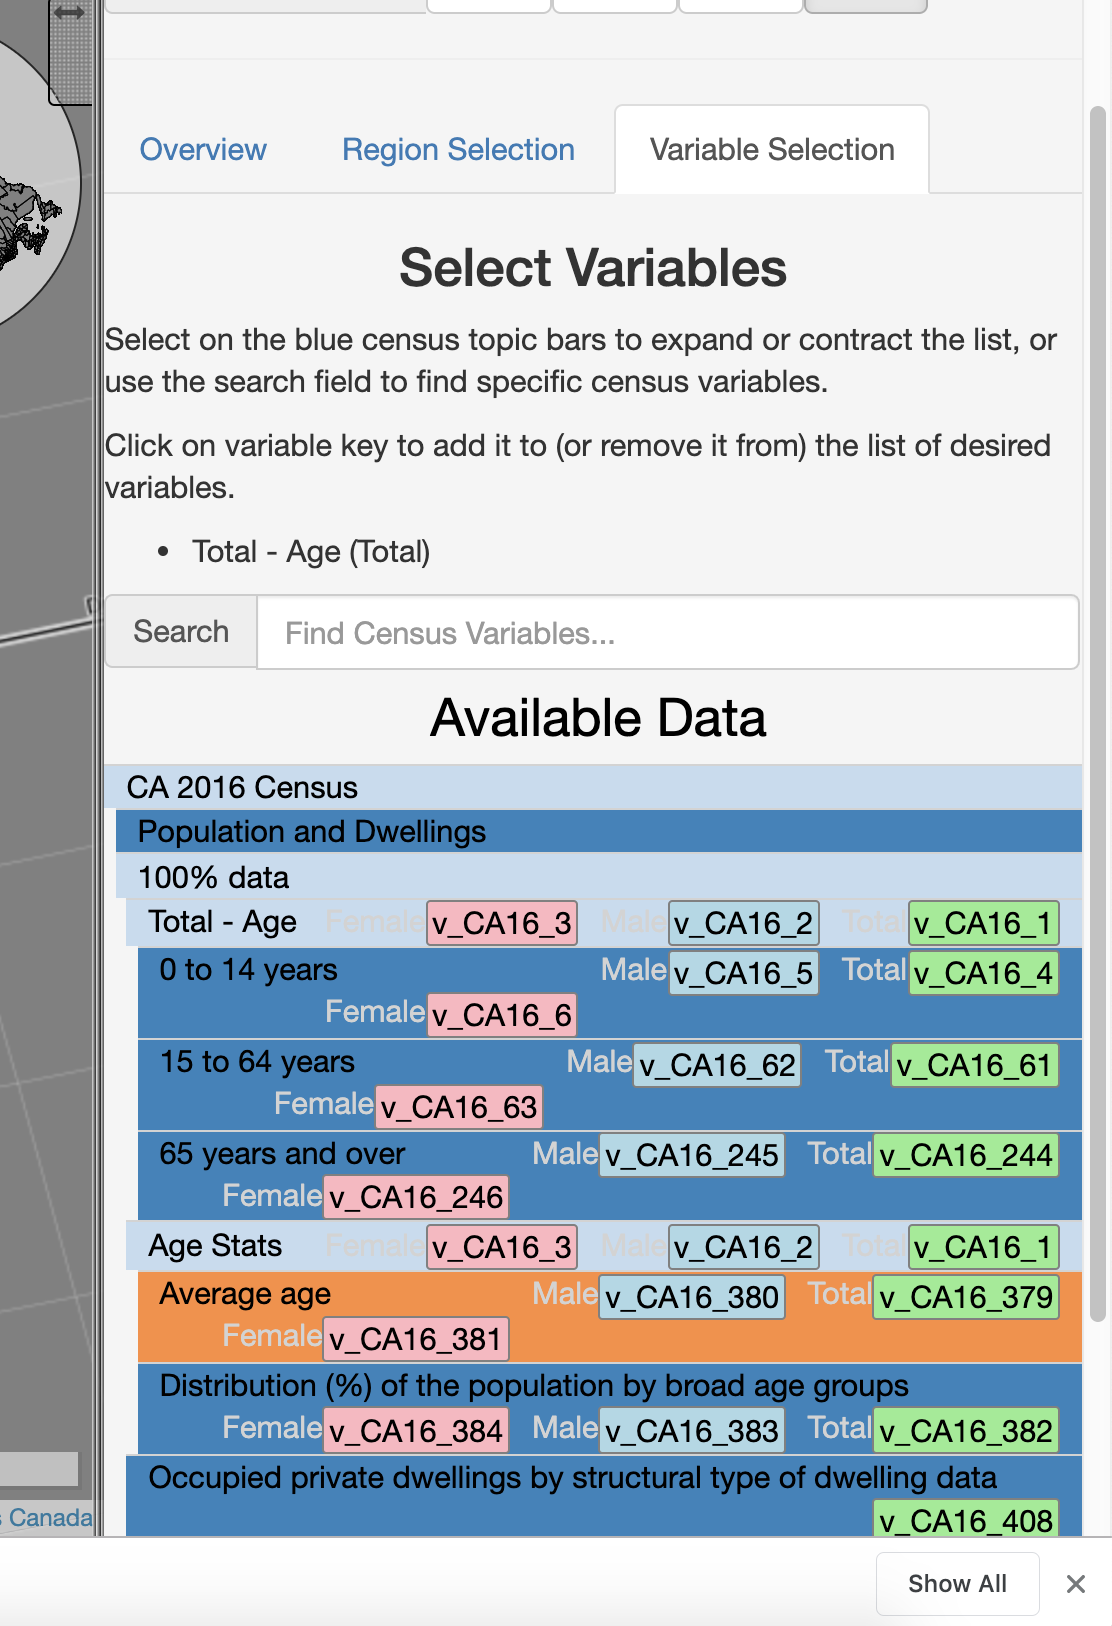 Overview Region Selection Variable Selection
Select Variables
Select on the blue census topic bars to expand or contract the list, or
use the search field to find specific census variables.
Click on variable key to add it to (or remove it from) the list of desired
variables.
• Total - Age (Total)
Search Find Census Variables...
Available Data
CA 2016 Census
Population and Dwellings
100% data
Total - Age Female v_CA16_3 Male v_CA16_2 Total v_CA16_1
0 to 14 years Male v_CA16_5 Total v_CA16_4
Female v_CA16_6
15 to 64 years Male v_CA16_62 Total v_CA16_61
Female v_CA16_63
65 years and over Male v_CA16_245 Total v_CA16_244
Female v_CA16_246
Age Stats Female v_CA16_3 Male v_CA16_2 Total v_CA16_1
Average age Male v_CA16_380 Total v_CA16_379
Female v_CA16_381
Distribution (%) of the population by broad age groups
Female v_CA16_384 Male v_CA16_383 Total v_CA16_382
Occupied private dwellings by structural type of dwelling data
v_CA16_408
s Canada
Show All